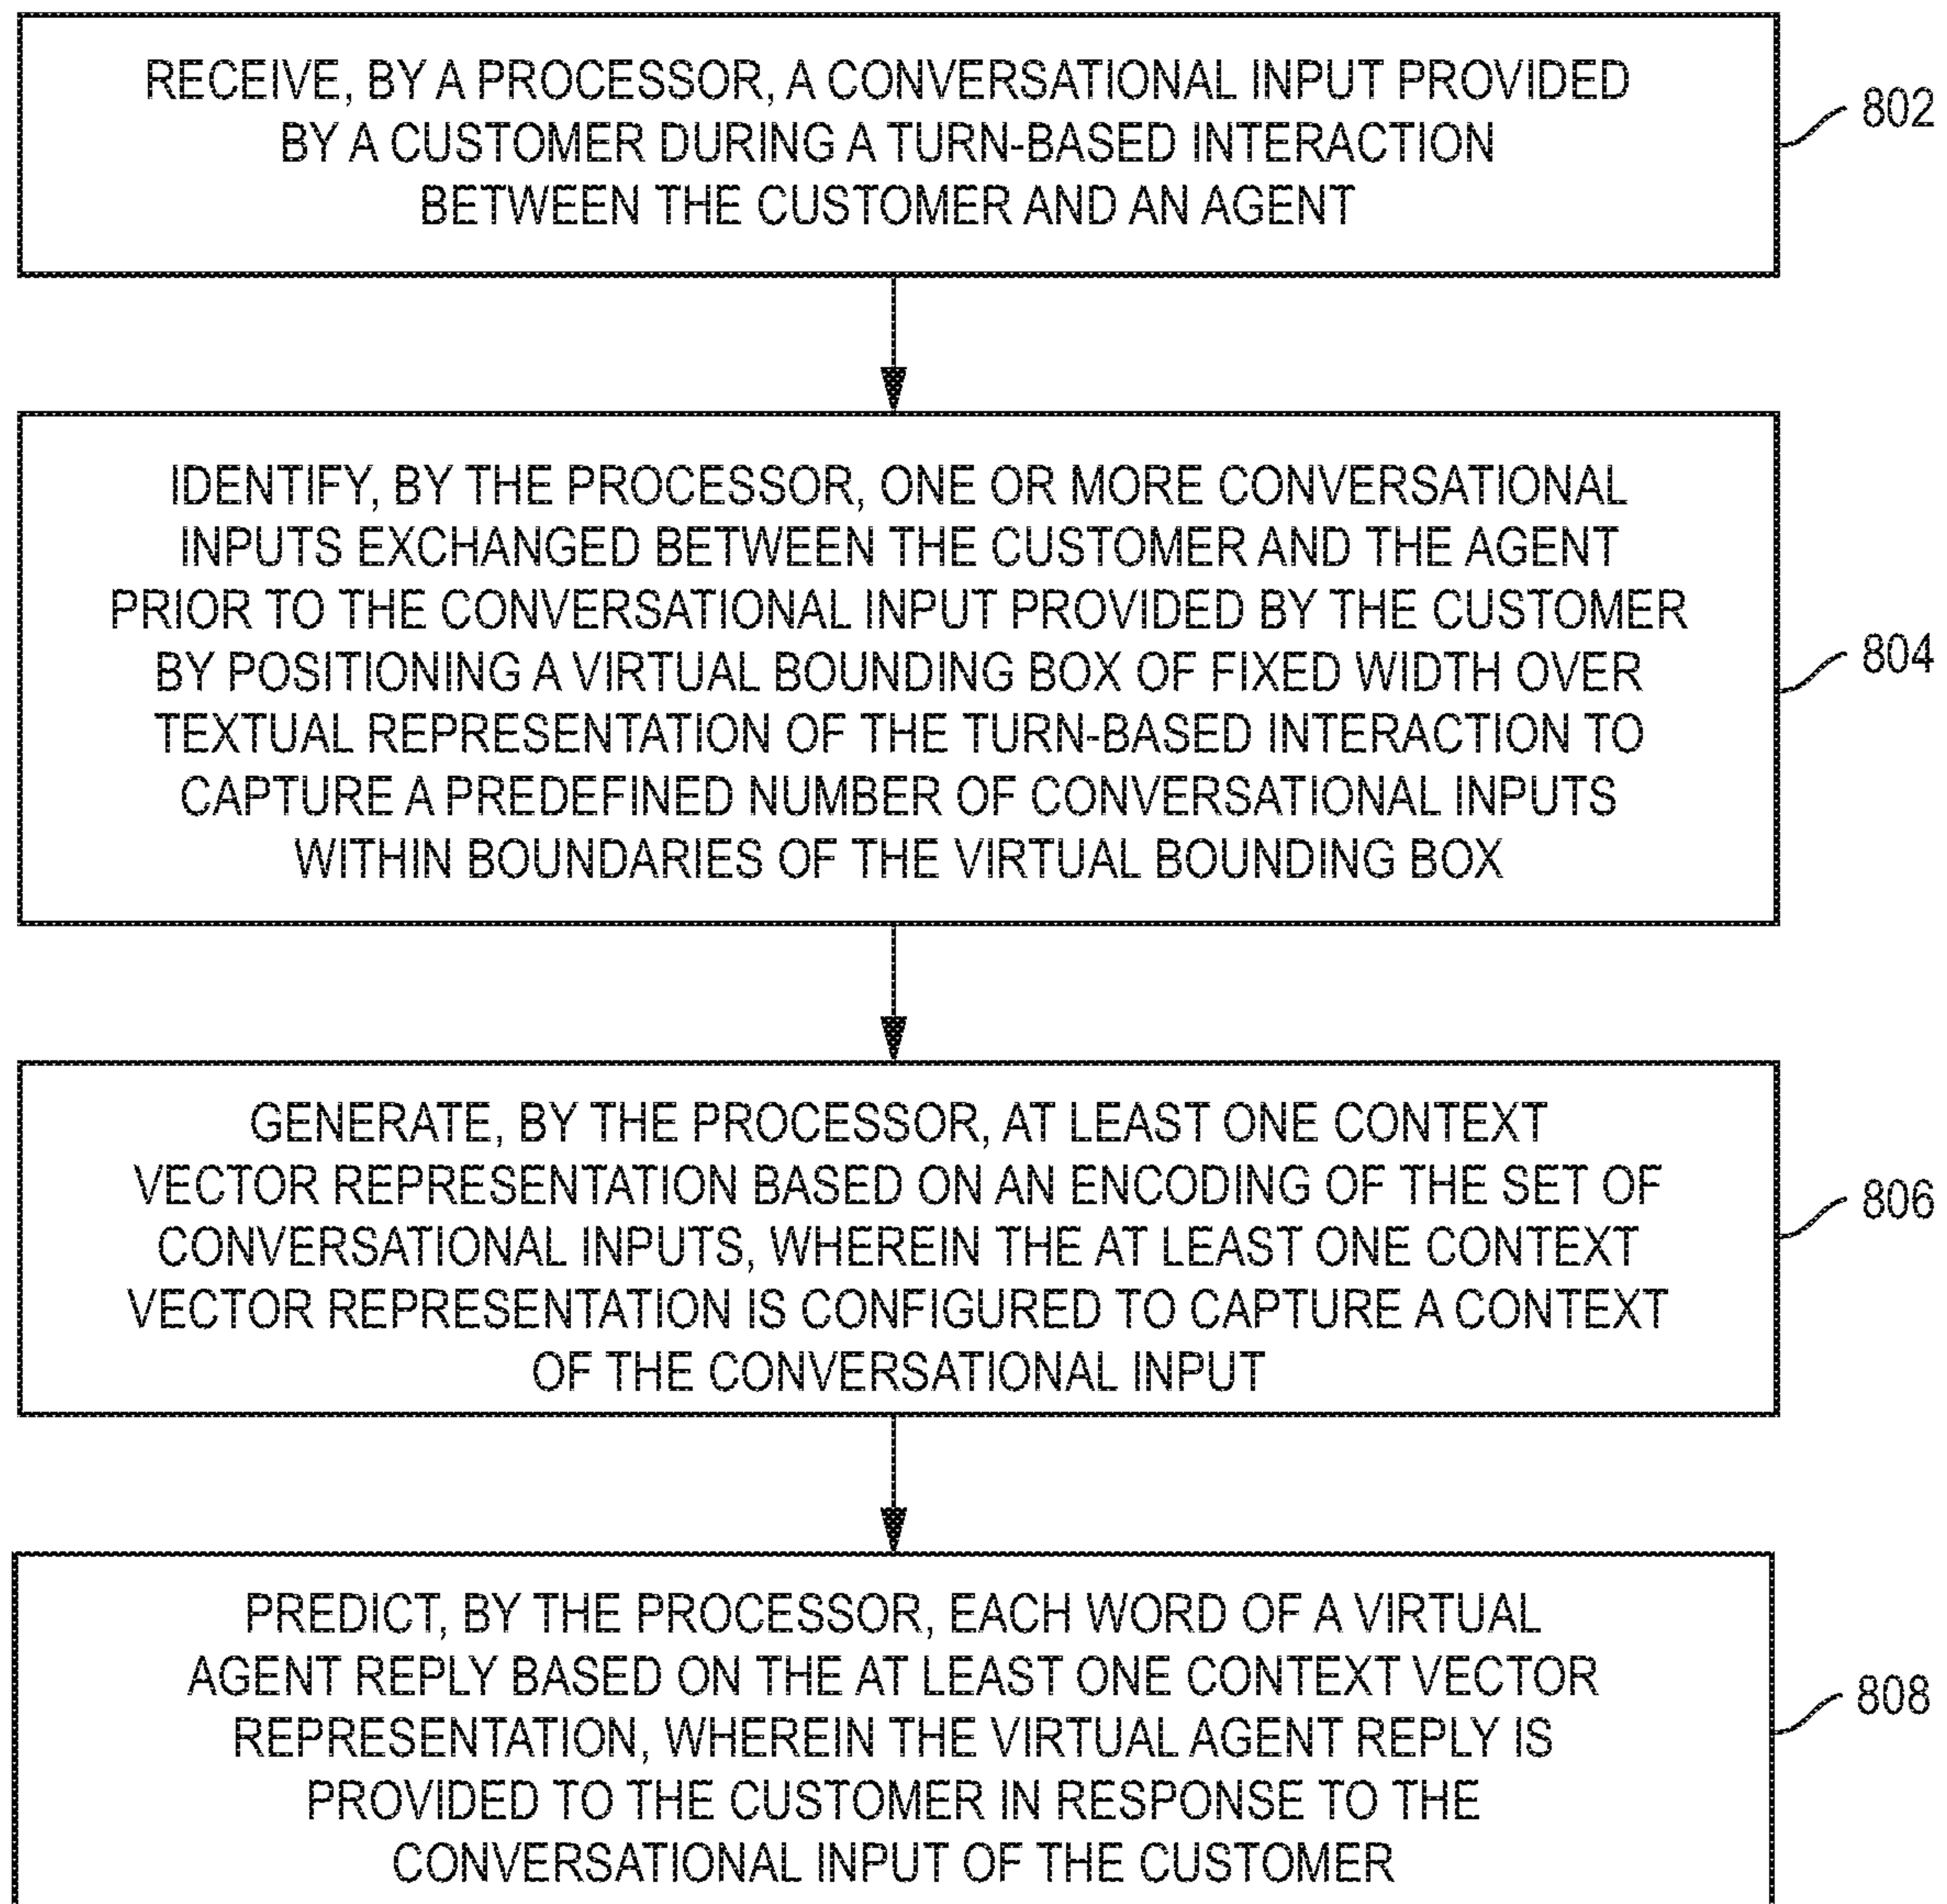 RECEIVE, BY A PROCESSOR, A CONVERSATIONAL INPUT PROVIDED
BY A CUSTOMER DURING A TURN-BASED INTERACTION
BETWEEN THE CUSTOMER AND AN AGENT
802
IDENTIFY, BY THE PROCESSOR, ONE OR MORE CONVERSATIONAL
INPUTS EXCHANGED BETWEEN THE CUSTOMER AND THE AGENT
PRIOR TO THE CONVERSATIONAL INPUT PROVIDED BY THE CUSTOMER
BY POSITIONING A VIRTUAL BOUNDING BOX OF FIXED WIDTH OVER
TEXTUAL REPRESENTATION OF THE TURN-BASED INTERACTION TO
CAPTURE A PREDEFINED NUMBER OF CONVERSATIONAL INPUTS
WITHIN BOUNDARIES OF THE VIRTUAL BOUNDING BOX
804
GENERATE, BY THE PROCESSOR, AT LEAST ONE CONTEXT
VECTOR REPRESENTATION BASED ON AN ENCODING OF THE SET OF
CONVERSATIONAL INPUTS, WHEREIN THE AT LEAST ONE CONTEXT
VECTOR REPRESENTATION IS CONFIGURED TO CAPTURE A CONTEXT
OF THE CONVERSATIONAL INPUT
806
PREDICT, BY THE PROCESSOR, EACH WORD OF A VIRTUAL
AGENT REPLY BASED ON THE AT LEAST ONE CONTEXT VECTOR
REPRESENTATION, WHEREIN THE VIRTUAL AGENT REPLY IS
PROVIDED TO THE CUSTOMER IN RESPONSE TO THE
CONVERSATIONAL INPUT OF THE CUSTOMER
808